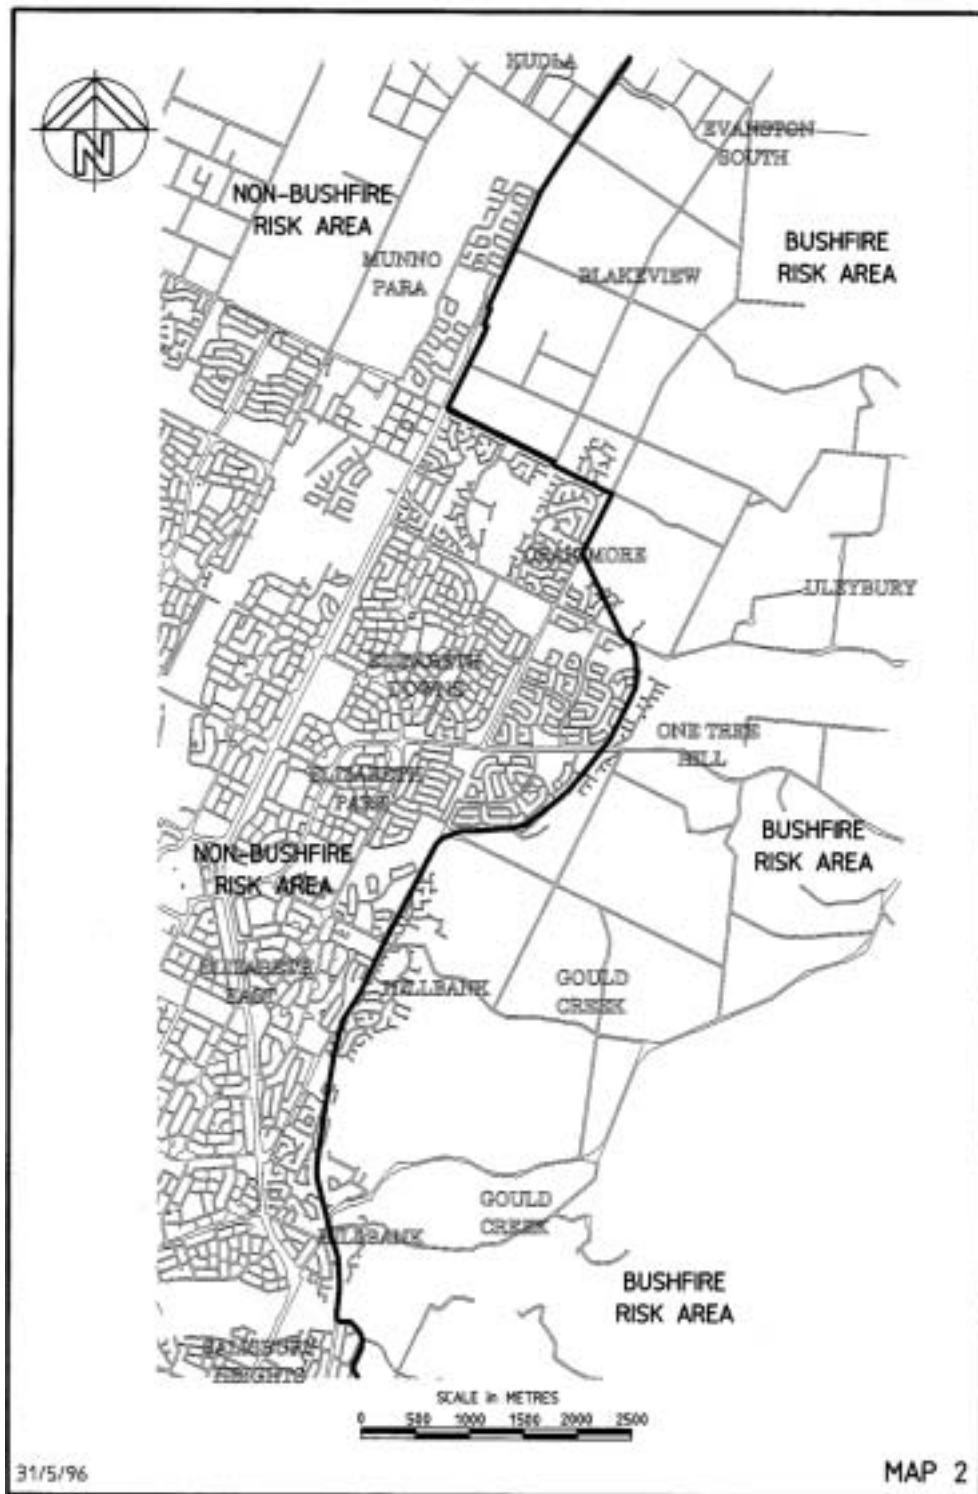 KUDLA
N
EVANSTON
SOUTH
NON-BUSHFIRE
RISK AREA
MUNNO
PARA
BLAKEVIEW
BUSHFIRE
RISK AREA
CRAIGMORE
ULEYBURY
ELIZABETH
DOWNS
ONE TREE
HILL
ELIZABETH
PARK
BUSHFIRE
RISK AREA
NON-BUSHFIRE
RISK AREA
ELIZABETH
EAST
HILLBANK
GOULD
CREEK
GOULD
CREEK
HILLBANK
BUSHFIRE
RISK AREA
SALISBURY
HEIGHTS
SCALE in METRES
0 500 1000 1500 2000 2500
31/5/96
MAP 2